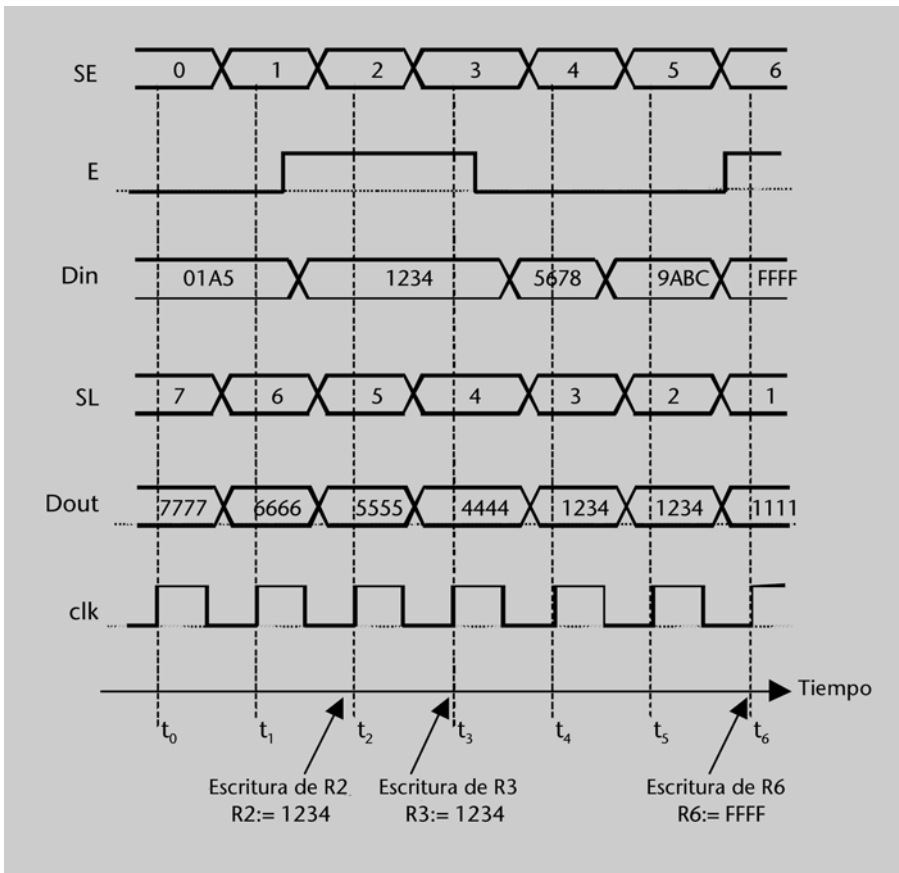 SE 0 1 2 3 4 5 6
E
Din 01A5 1234 5678 9ABC FFFF
SL 7 6 5 4 3 2 1
Dout 7777 6666 5555 4444 1234 1234 1111
clk
Tiempo
t0 t1 t2 t3 t4 t5 t6
Escritura de R2 Escritura de R3 Escritura de R6
R2:= 1234 R3:= 1234 R6:= FFFF